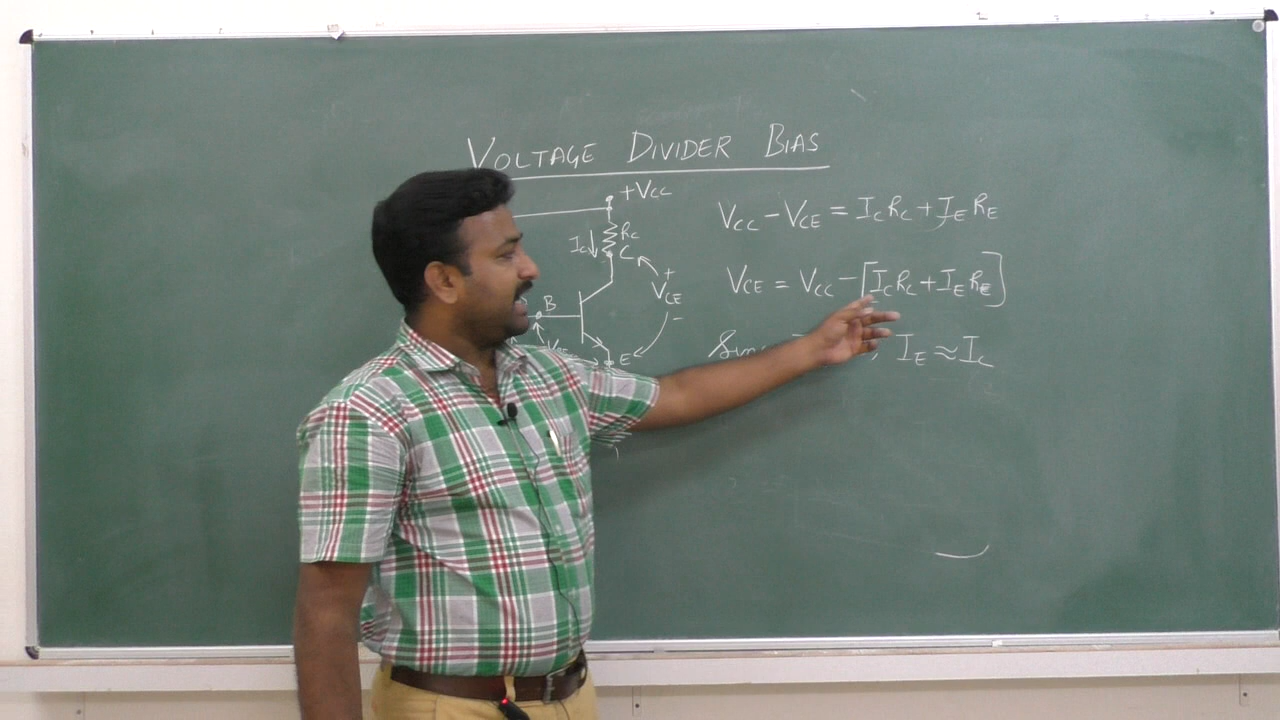 VOLTAGE DIVIDER BIAS
+VCC
RC
IC
C
+
VCE
-
B
E
VCC - VCE = ICRC + IERE
VCE = VCC - [ICRC + IERE]
IE ≈ IC